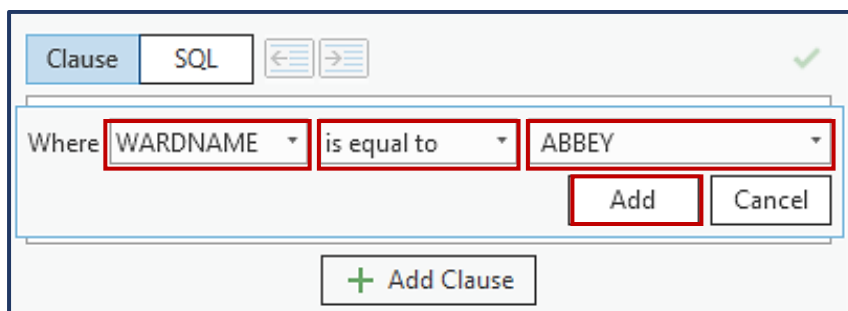 Clause SQL
Where WARDNAME is equal to ABBEY
Add Cancel
Add Clause